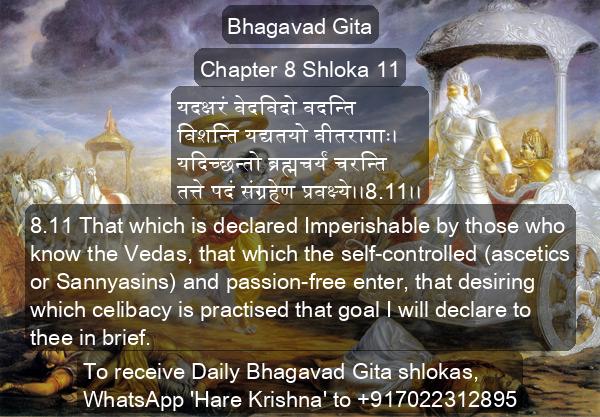 Bhagavad Gita
Chapter 8 Shloka 11
यदक्षरं वेदविदो वदन्ति
विशन्ति यद्यतयो वीतरागाः।
यदिच्छन्तो ब्रह्मचर्यं चरन्ति
तत्ते पदं संग्रहेण प्रवक्ष्ये।।8.11।।
8.11 That which is declared Imperishable by those who
know the Vedas, that which the self-controlled (ascetics
or Sannyasins) and passion-free enter, that desiring
which celibacy is practised that goal I will declare to
thee in brief.
To receive Daily Bhagavad Gita shlokas,
WhatsApp 'Hare Krishna' to +917022312895